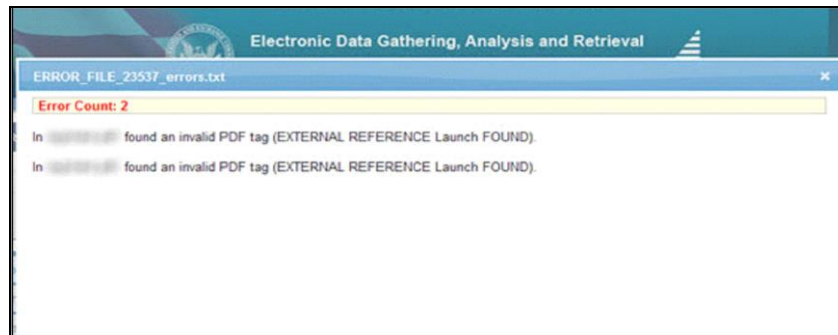 Electronic Data Gathering, Analysis and Retrieval
ERROR_FILE_23537_errors.txt
Error Count: 2
In found an invalid PDF tag (EXTERNAL REFERENCE Launch FOUND).
In found an invalid PDF tag (EXTERNAL REFERENCE Launch FOUND).